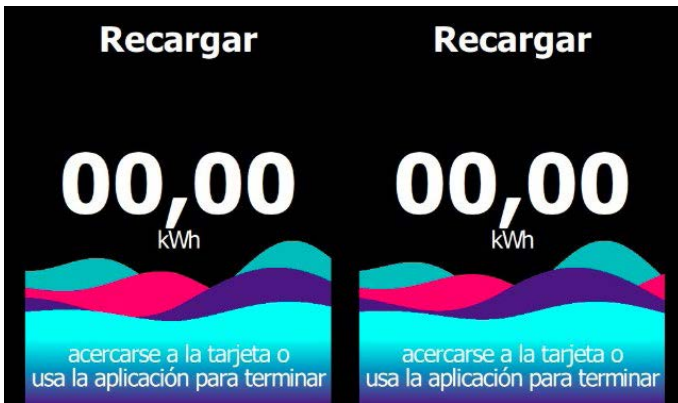 Recargar
00,00
kWh
acercarse a la tarjeta o
usa la aplicación para terminar
Recargar
00,00
kWh
acercarse a la tarjeta o
usa la aplicación para terminar